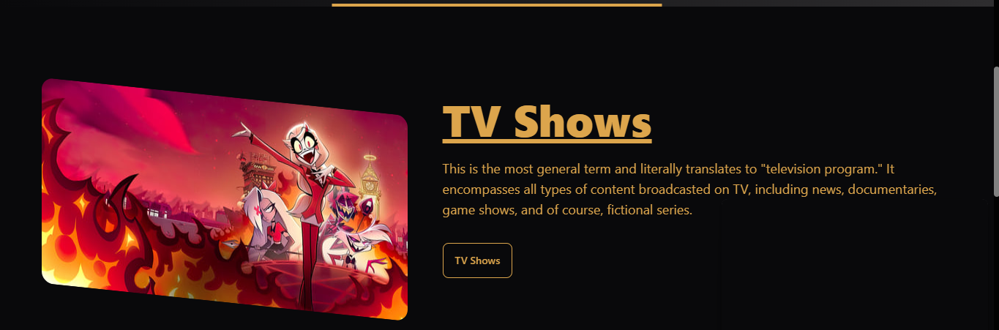 TV Shows
This is the most general term and literally translates to "television program." It
encompasses all types of content broadcasted on TV, including news, documentaries,
game shows, and of course, fictional series.
TV Shows